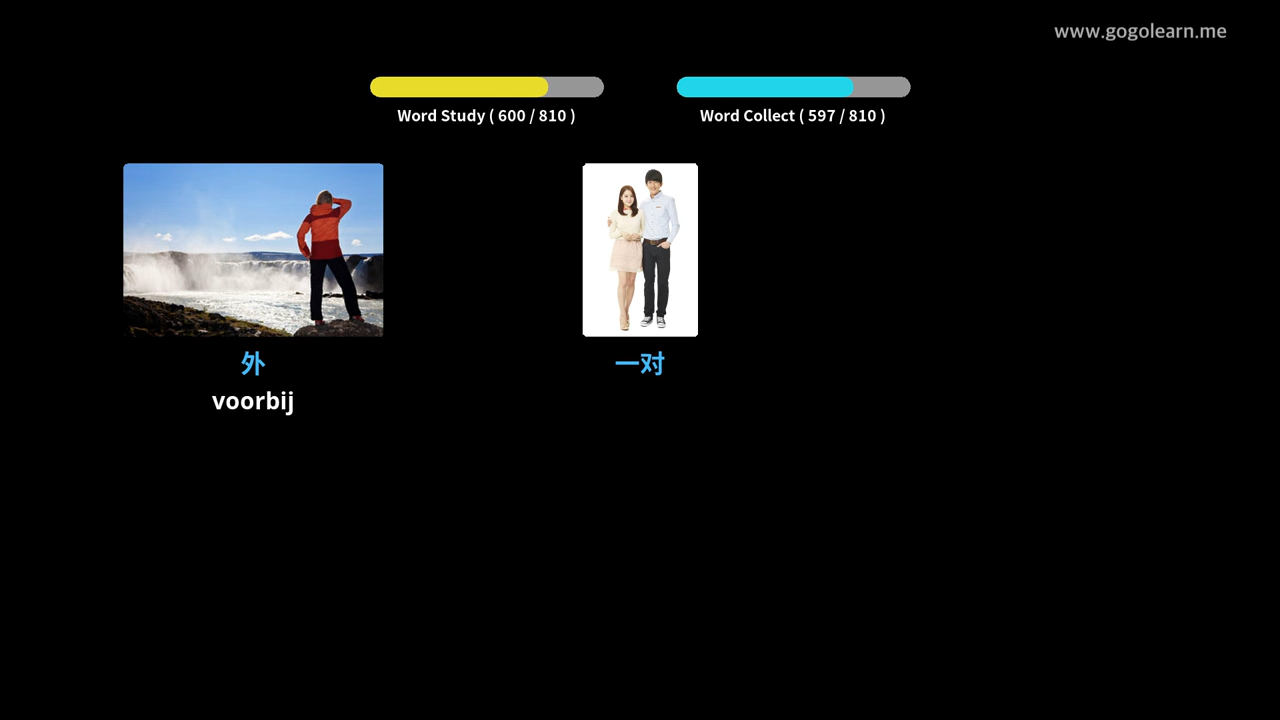 www.gogolearn.me
Word Study ( 600 / 810 )
Word Collect ( 597 / 810 )
外
voorbij
一对